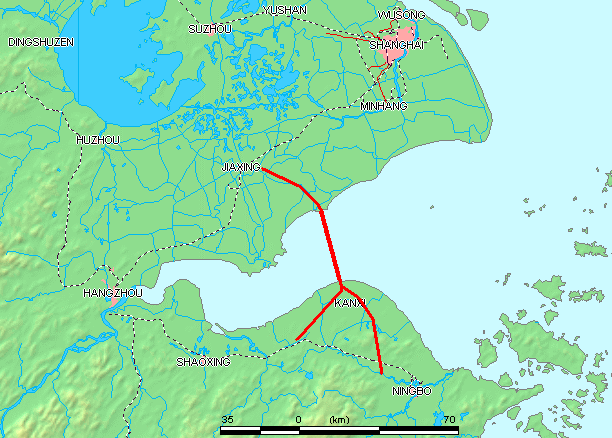 YUSHAN
WUSONG
SUZHOU
DINGSHUZEN
SHANGHAI
MINHANG
HUZHOU
JIAXING
HANGZHOU
KANXI
SHAOXING
NINGBO
35 0 (km) 70